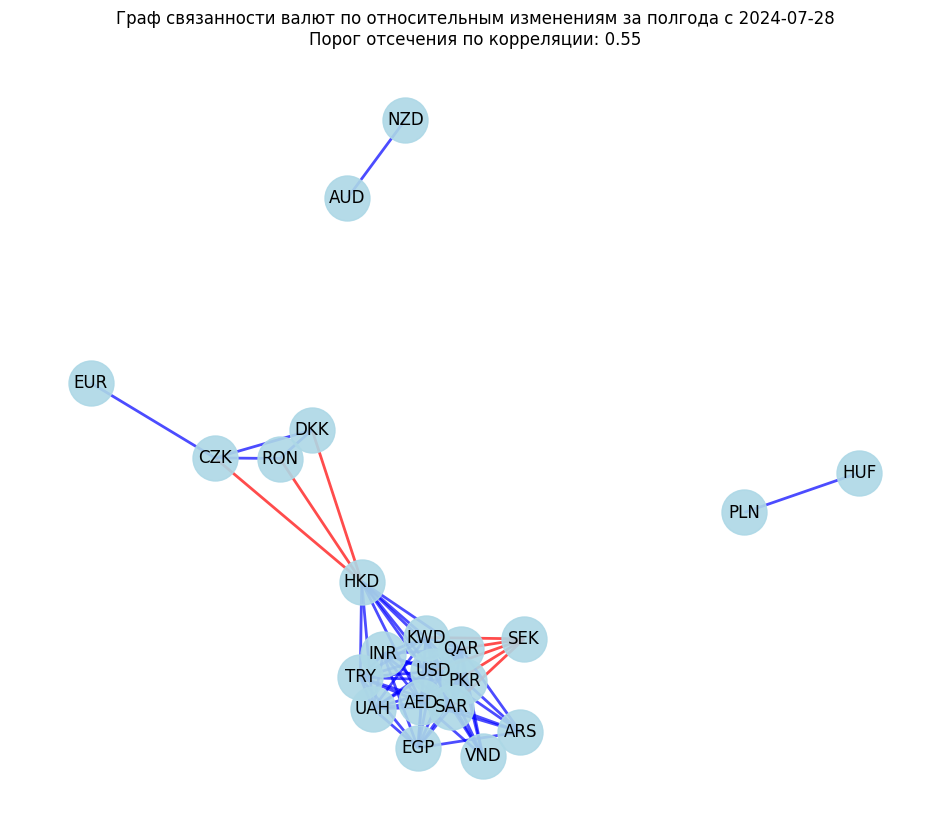 Граф связанности валют по относительным изменениям за полгода с 2024-07-28
Порог отсечения по корреляции: 0.55
NZD
AUD
EUR
DKK
CZK
RON
HUF
PLN
HKD
KWD
SEK
QAR
INR
USD
TRY
PKR
AED
SAR
UAH
ARS
EGP
VND